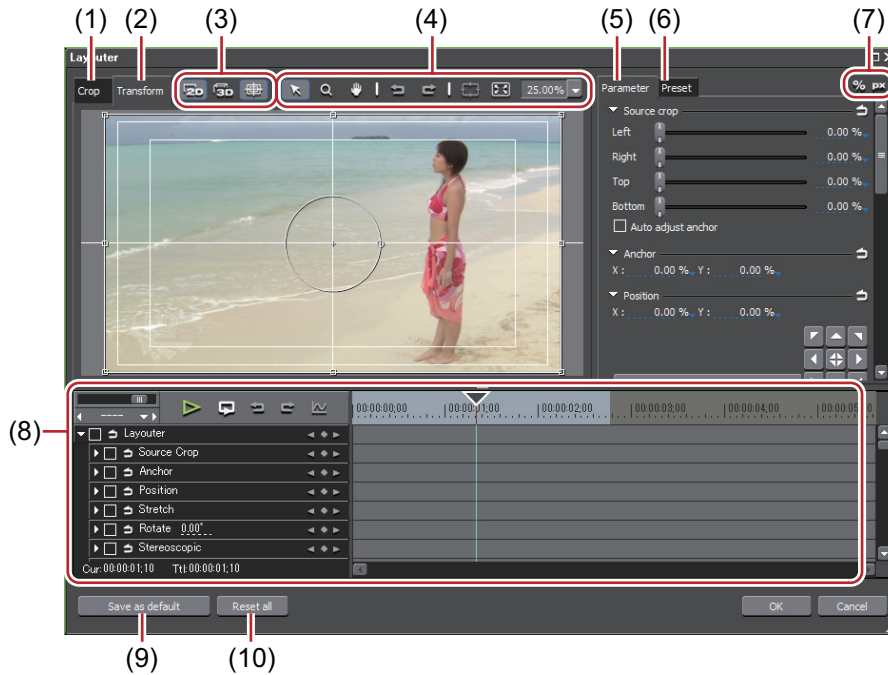 (1) (2) (3) (4) (5) (6) (7)
Layouter
Crop Transform 2D 3D 25.00% Parameter Preset % px
Source crop
Left 0.00 %
Right 0.00 %
Top 0.00 %
Bottom 0.00 %
Auto adjust anchor
Anchor
X : 0.00 % Y : 0.00 %
Position
X : 0.00 % Y : 0.00 %
(8)
---- 00:00:00;00 00:00:01;00 00:00:02;00 00:00:03;00 00:00:04;00
Layouter
Source Crop
Anchor
Position
Stretch
Rotate 0.00°
Stereoscopic
Cur:00:00:01;10 Ttl:00:00:01;10
Save as default Reset all OK Cancel
(9) (10)